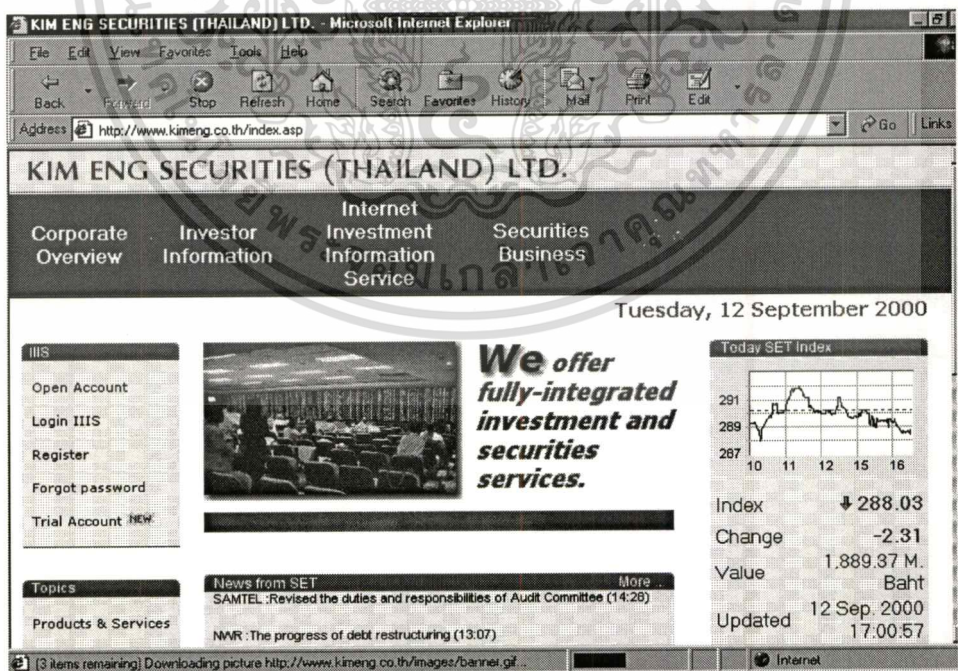 KIM ENG SECURITIES (THAILAND) LTD. - Microsoft Internet Explorer
File Edit View Favorites Tools Help
Back Forward Stop Refresh Home Search Favorites History Mail Print Edit
Address http://www.kimeng.co.th/index.asp Go Links
KIM ENG SECURITIES (THAILAND) LTD.
Corporate Overview
Investor Information
Internet Investment Information Service
Securities Business
Tuesday, 12 September 2000
IIIS
Open Account
Login IIIS
Register
Forgot password
Trial Account NEW
Topics
Products & Services
We offer
fully-integrated
investment and
securities
services.
News from SET More ..
SAMTEL :Revised the duties and responsibilities of Audit Committee (14:26)
NWR :The progress of debt restructuring (13:07)
Today SET Index
291
289
287
10 11 12 15 16
Index 288.03
Change -2.31
Value 1,889.37 M. Baht
Updated 12 Sep. 2000 17:00:57
(3 items remaining) Downloading picture http://www.kimeng.co.th/images/banner.gif...
Internet